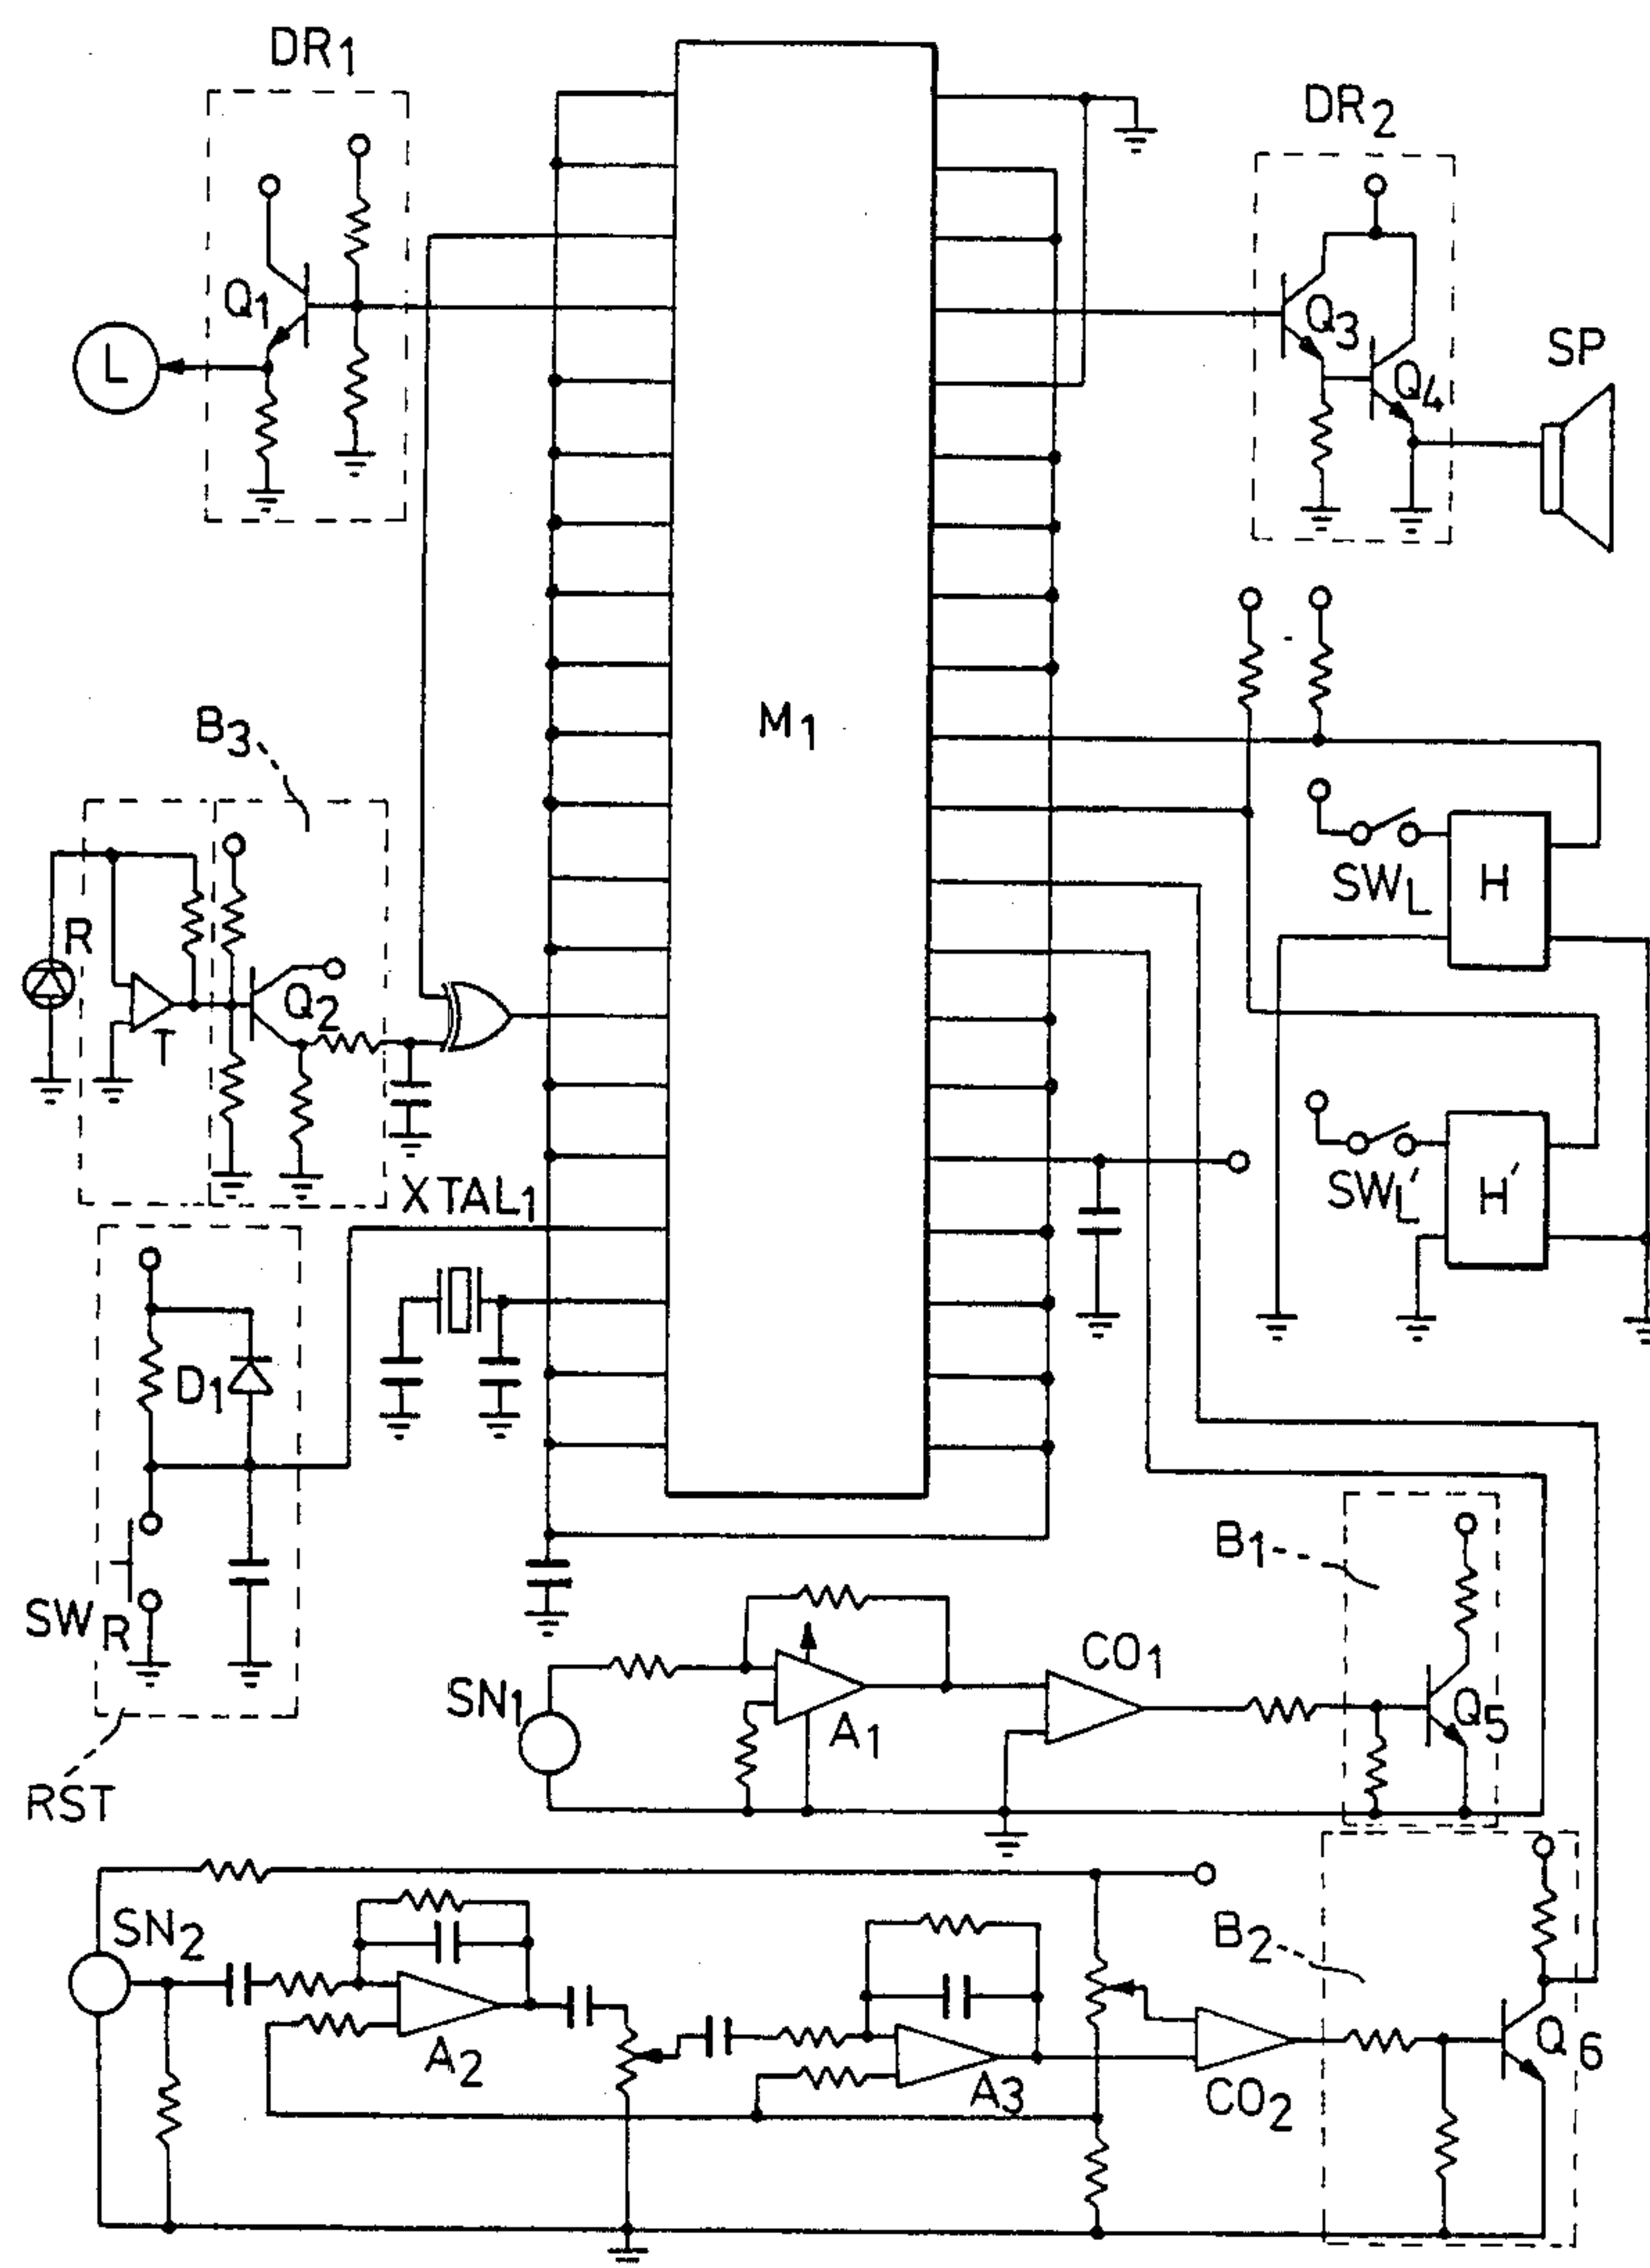 DR1
DR2
Q1
Q3
SP
L
Q4
B3
M1
R
SWL
H
Q2
T
XTAL1
SWL'
H'
D1
B1
SWR
CO1
SN1
A1
Q5
RST
SN2
B2
A2
A3
CO2
Q6